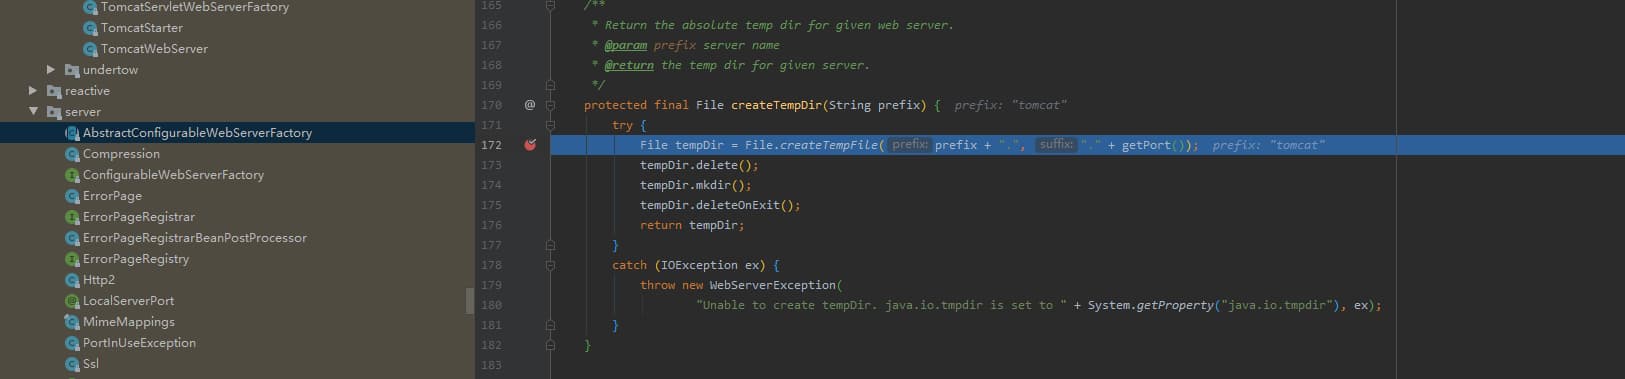 TomcatServletWebServerFactory
TomcatStarter
TomcatWebServer
undertow
reactive
server
AbstractConfigurableWebServerFactory
Compression
ConfigurableWebServerFactory
ErrorPage
ErrorPageRegistrar
ErrorPageRegistrarBeanPostProcessor
ErrorPageRegistry
Http2
LocalServerPort
MimeMappings
PortInUseException
Ssl
165 /**
166 * Return the absolute temp dir for given web server.
167 * @param prefix server name
168 * @return the temp dir for given server.
169 */
170 @ protected final File createTempDir(String prefix) { prefix: "tomcat"
171 try {
172 File tempDir = File.createTempFile( prefix: prefix + ".", suffix: "." + getPort()); prefix: "tomcat"
173 tempDir.delete();
174 tempDir.mkdir();
175 tempDir.deleteOnExit();
176 return tempDir;
177 }
178 catch (IOException ex) {
179 throw new WebServerException(
180 "Unable to create tempDir. java.io.tmpdir is set to " + System.getProperty("java.io.tmpdir"), ex);
181 }
182 }
183